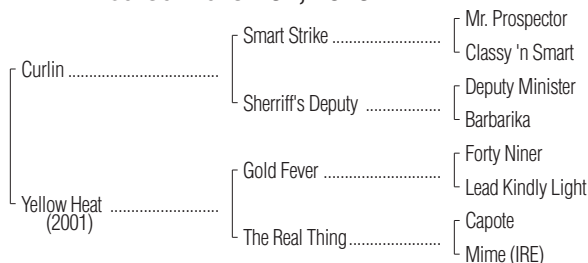 Mr. Prospector
Smart Strike ........................
Classy 'n Smart
Curlin ...............................................
Deputy Minister
Sherriff's Deputy ................
Barbarika
Forty Niner
Gold Fever ..........................
Lead Kindly Light
Yellow Heat ..................................
(2001)
Capote
The Real Thing....................
Mime (IRE)